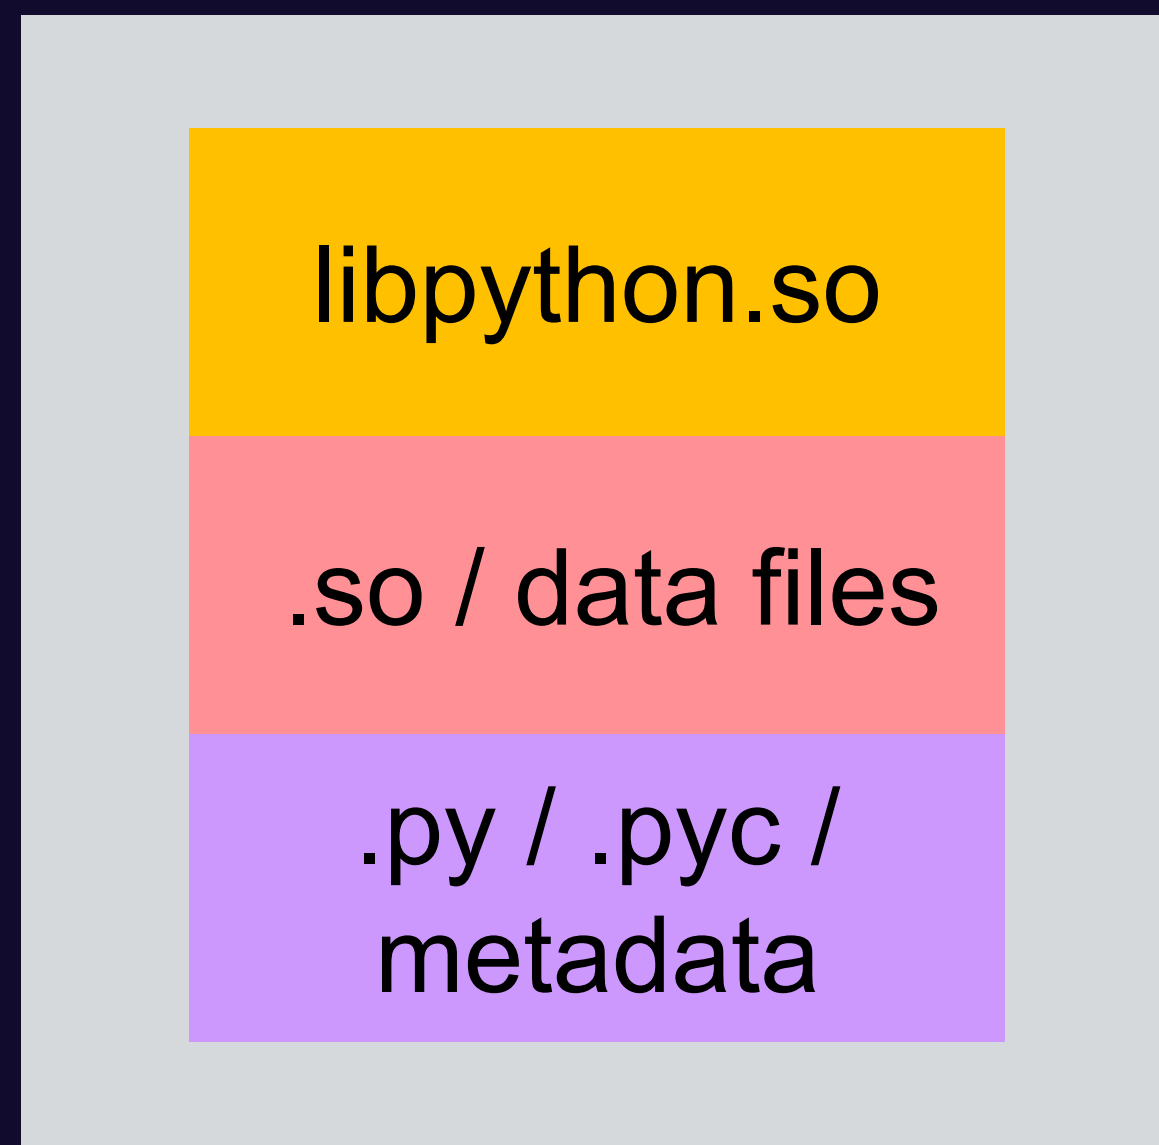 libpython.so
.so / data files
.py / .pyc /
metadata